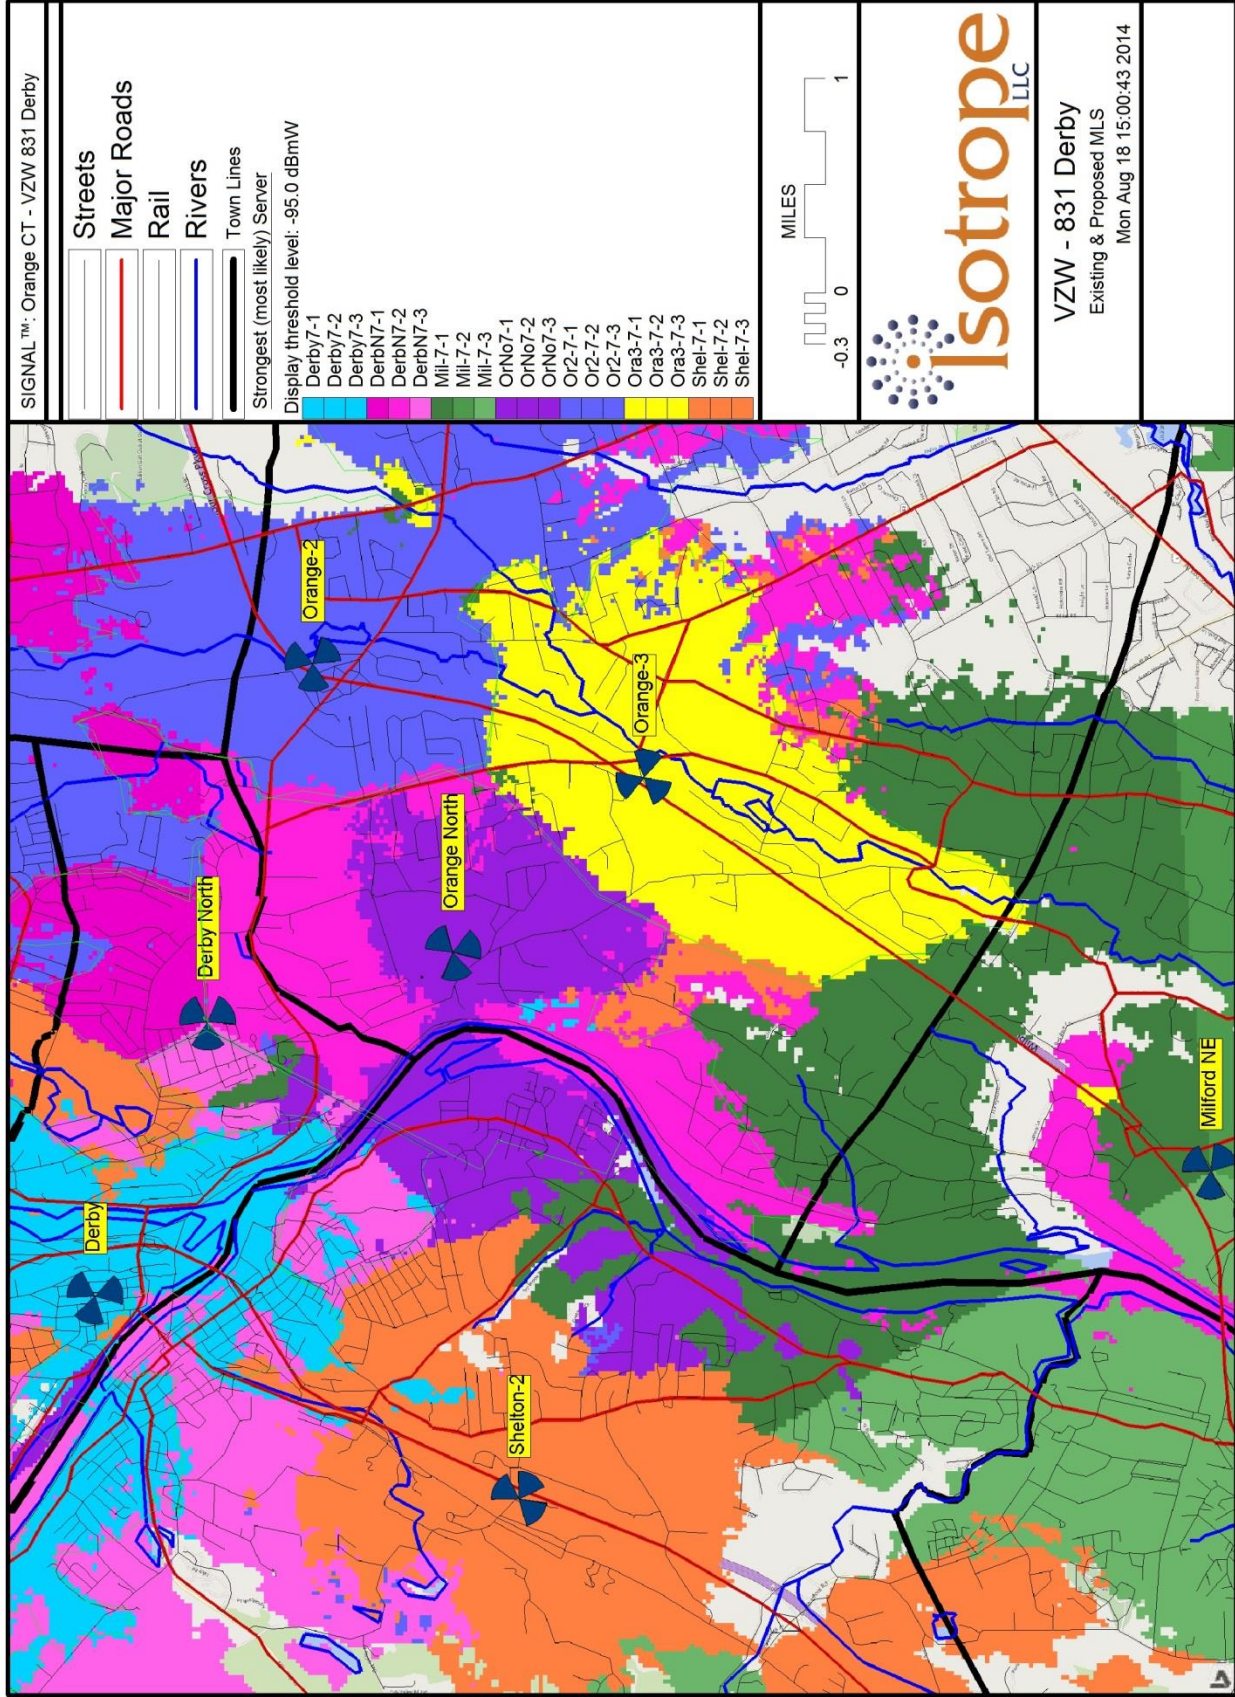 SIGNAL™: Orange CT - VZW 831 Derby
Streets
Major Roads
Rail
Rivers
Town Lines
Strongest (most likely) Server
Display threshold level: -95.0 dBmW
Derby7-1
Derby7-2
Derby7-3
DerbN7-1
DerbN7-2
DerbN7-3
Mil-7-1
Mil-7-2
Mil-7-3
OrNo7-1
OrNo7-2
OrNo7-3
Or2-7-1
Or2-7-2
Or2-7-3
Ora3-7-1
Ora3-7-2
Ora3-7-3
Shel-7-1
Shel-7-2
Shel-7-3
MILES
-0.3 0 1
Isotrope
LLC
VZW - 831 Derby
Existing & Proposed MLS
Mon Aug 18 15:00:43 2014
Derby
Derby North
Orange-2
Orange North
Orange-3
Shelton-2
Milford NE